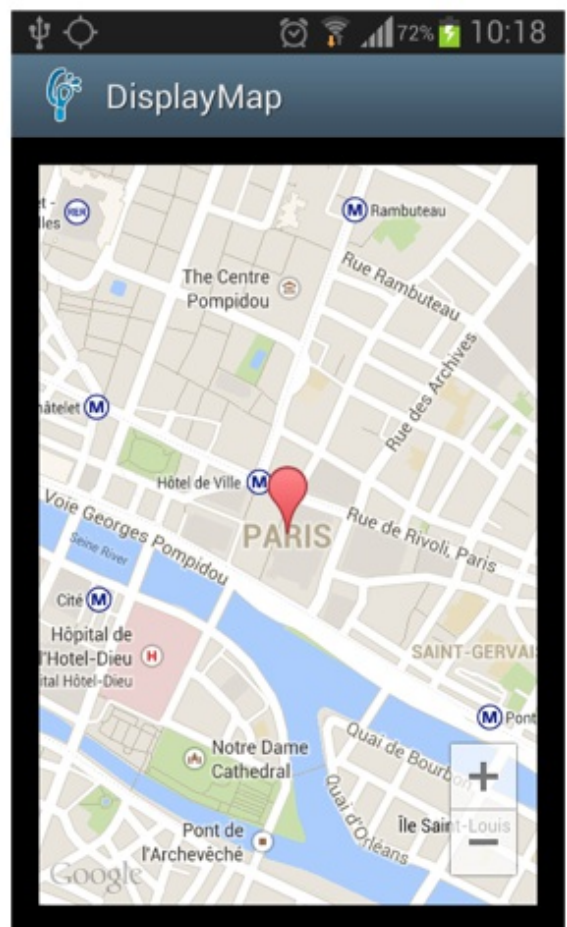 72% 10:18
DisplayMap
Rambuteau
The Centre
Pompidou
Rue Rambuteau
Rue des Archives
âtelet M
Hôtel de Ville M
PARIS
Rue de Rivoli, Paris
Voie Georges Pompidou
Seine River
Cité M
Hôpital de
l'Hotel-Dieu H
ital Hôtel-Dieu
SAINT-GERVAI
M Pont
Notre Dame
Cathedral
Quai de Bourbon
Quai d'Orléans
Île Saint-Louis
Pont de
l'Archevêché
Google
+
−